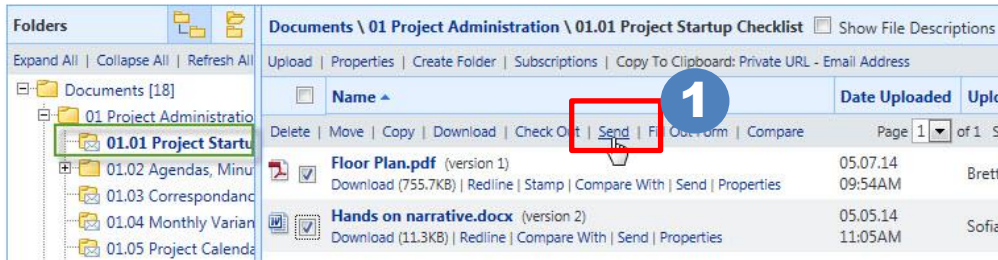 Folders
Expand All | Collapse All | Refresh All
Documents [18]
01 Project Administratio
01.01 Project Startu
01.02 Agendas, Minu
01.03 Correspondanc
01.04 Monthly Varian
01.05 Project Calenda
Documents \ 01 Project Administration \ 01.01 Project Startup Checklist Show File Descriptions
Upload | Properties | Create Folder | Subscriptions | Copy To Clipboard: Private URL - Email Address
1
Name Date Uploaded Uplo
Delete | Move | Copy | Download | Check Out | Send | Fill Out Form | Compare Page 1 of 1 S
Floor Plan.pdf (version 1) 05.07.14
Download (755.7KB) | Redline | Stamp | Compare With | Send | Properties 09:54AM Brett
Hands on narrative.docx (version 2) 05.05.14
Download (11.3KB) | Redline | Compare With | Send | Properties 11:05AM Sofia